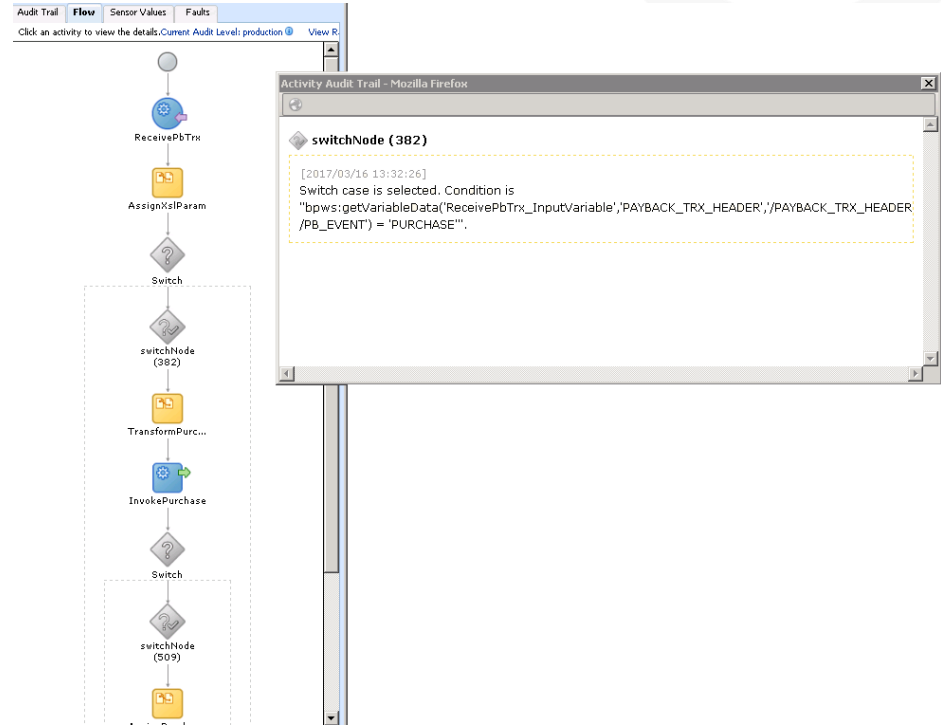 Audit Trail Flow Sensor Values Faults
Click an activity to view the details.Current Audit Level: production View R
ReceivePbTrx
AssignXslParam
Switch
switchNode
(382)
TransformPurc...
InvokePurchase
Switch
switchNode
(509)
Activity Audit Trail - Mozilla Firefox
switchNode (382)
[2017/03/16 13:32:26]
Switch case is selected. Condition is
"bpws:getVariableData('ReceivePbTrx_InputVariable','PAYBACK_TRX_HEADER','/PAYBACK_TRX_HEADER
/PB_EVENT') = 'PURCHASE'".